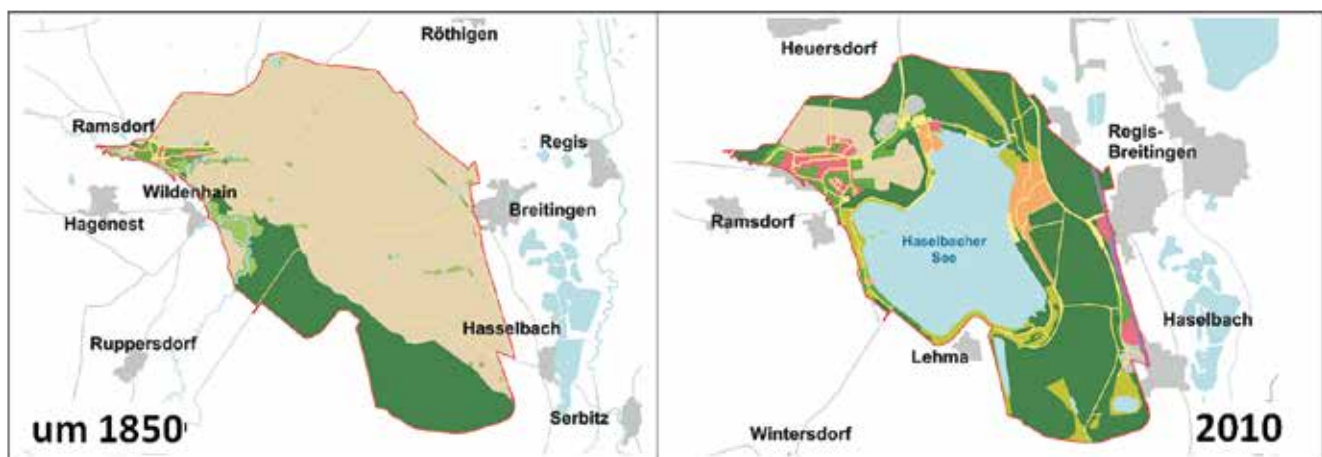 Röthigen
Ramsdorf
Regis
Wildenhain
Hagenest
Breitingen
Hasselbach
Ruppersdorf
Serbitz
um 1850
Heuersdorf
Regis-
Breitingen
Ramsdorf
Haselbacher
See
Haselbach
Lehma
Wintersdorf
2010